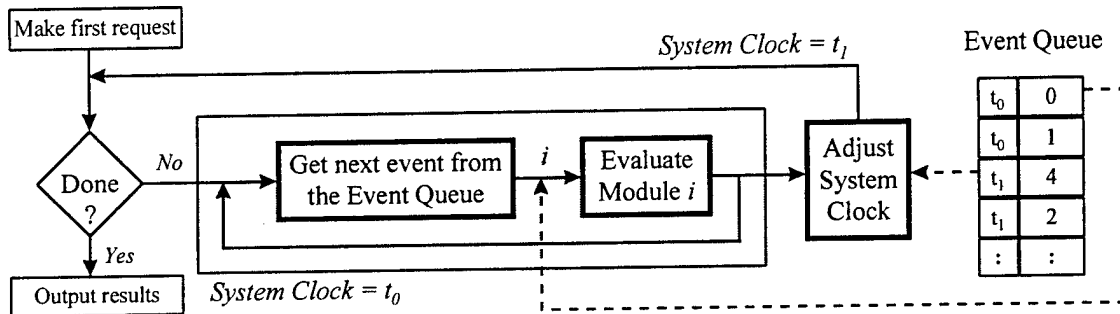 Make first request
System Clock = t1
Event Queue
t0 0
t0 1
t1 4
t1 2
: :
Done
?
No
Get next event from
the Event Queue
i
Evaluate
Module i
Adjust
System
Clock
Yes
Output results
System Clock = t0